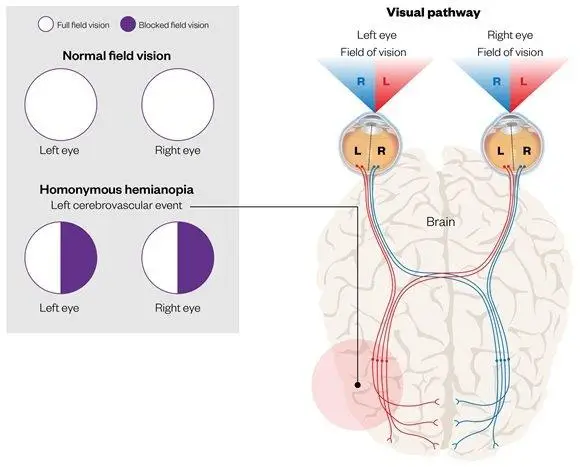 Full field vision
Blocked field vision
Normal field vision
Left eye
Right eye
Homonymous hemianopia
Left cerebrovascular event
Left eye
Right eye
Visual pathway
Left eye
Field of vision
Right eye
Field of vision
R L
R L
L R
L R
Brain